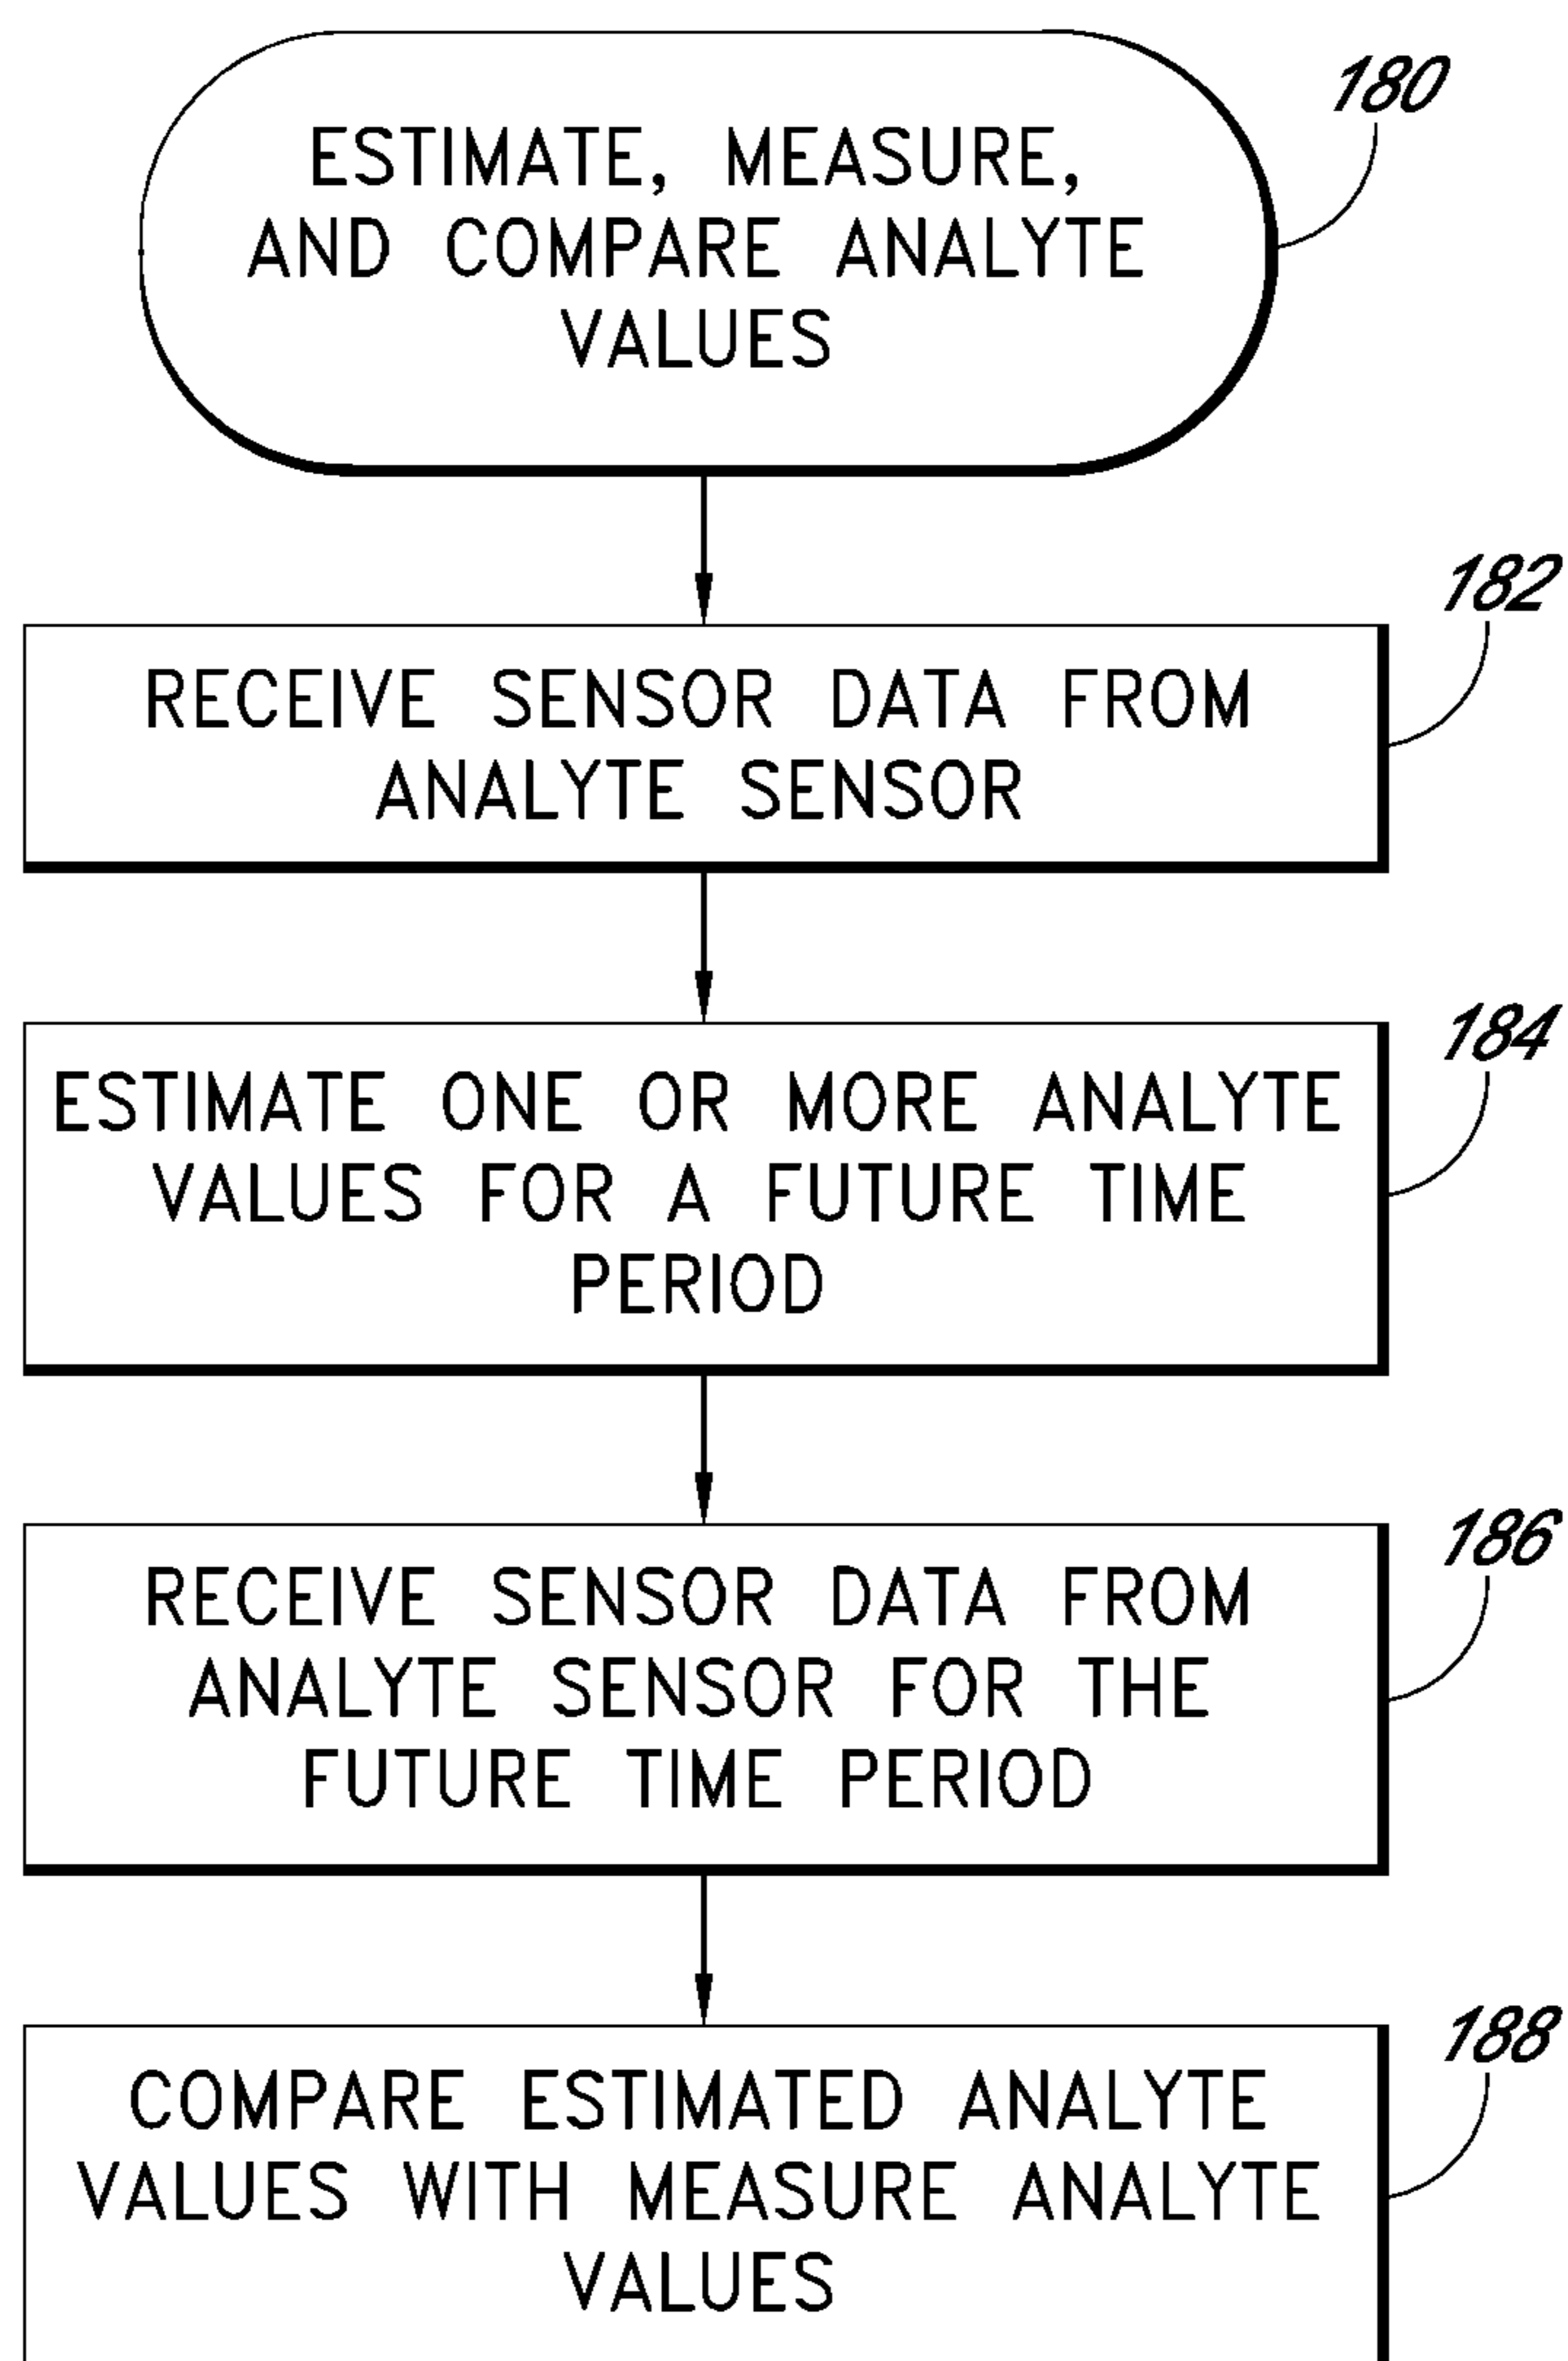 180
ESTIMATE, MEASURE,
AND COMPARE ANALYTE
VALUES
182
RECEIVE SENSOR DATA FROM
ANALYTE SENSOR
184
ESTIMATE ONE OR MORE ANALYTE
VALUES FOR A FUTURE TIME
PERIOD
186
RECEIVE SENSOR DATA FROM
ANALYTE SENSOR FOR THE
FUTURE TIME PERIOD
188
COMPARE ESTIMATED ANALYTE
VALUES WITH MEASURE ANALYTE
VALUES